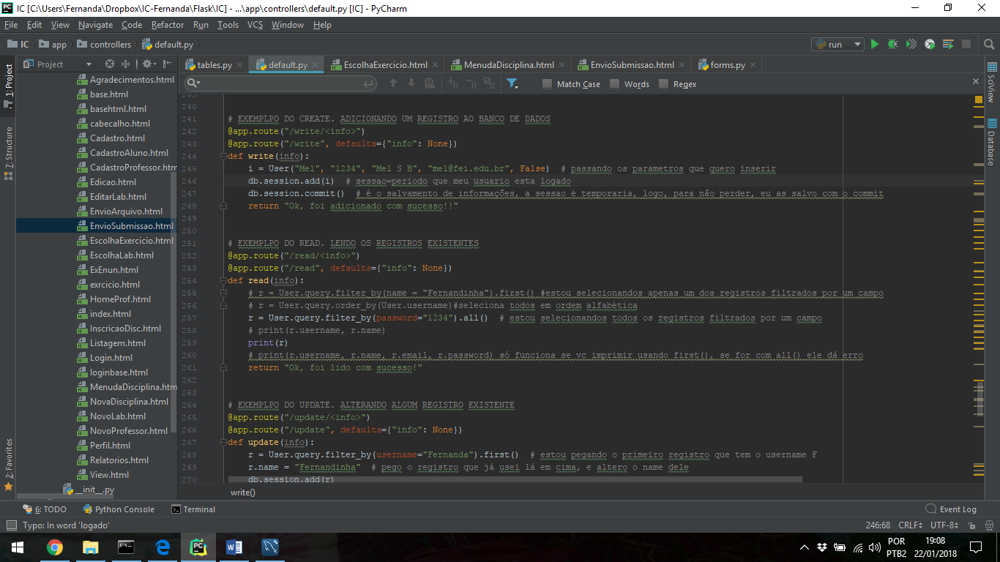 IC [C:\Users\Fernanda\Dropbox\IC-Fernanda\Flask\IC] - ...\app\controllers\default.py [IC] - PyCharm
File Edit View Navigate Code Refactor Run Tools VCS Window Help
IC app controllers default.py run
1: Project
7: Structure
2: Favorites
Project
Agradecimentos.html
base.html
basehtml.html
cabecalho.html
Cadastro.html
CadastroAluno.html
CadastroProfessor.htm
Edicao.html
EditarLab.html
EnvioArquivo.html
EnvioSubmissao.html
EscolhaExercicio.html
EscolhaLab.html
ExEnun.html
exrcicio.html
HomeProf.html
index.html
InscricaoDisc.html
Listagem.html
Login.html
loginbase.html
MenudaDisciplina.htm
NovaDisciplina.html
NovoLab.html
NovoProfessor.html
Perfil.html
Relatorios.html
View.html
__init__.py
tables.py default.py EscolhaExercicio.html MenudaDisciplina.html EnvioSubmissao.html forms.py
Match Case Words Regex
239
240
241 # EXEMPLPO DO CREATE. ADICIONANDO UM REGISTRO AO BANCO DE DADOS
242 @app.route("/write/<info>")
243 @app.route("/write", defaults={"info": None})
244 def write(info):
245 i = User("Mel", "1234", "Mel S B", "mel@fei.edu.br", False) # passando os parametros que quero inserir
246 db.session.add(i) # sessao=periodo que meu usuario esta logado
247 db.session.commit() # é o salvamento de informações, a sessao é temporaria, logo, para não perder, eu as salvo com o commit
248 return "Ok, foi adicionado com sucesso!!"
249
250
251 # EXEMPLPO DO READ. LENDO OS REGISTROS EXISTENTES
252 @app.route("/read/<info>")
253 @app.route("/read", defaults={"info": None})
254 def read(info):
255 # r = User.query.filter_by(name = "Fernandinha").first() #estou selecionandos apenas um dos registros filtrados por um campo
256 # r = User.query.order_by(User.username)#seleciona todos em ordem alfabética
257 r = User.query.filter_by(password="1234").all() # estou selecionandos todos os registros filtrados por um campo
258 # print(r.username, r.name)
259 print(r)
260 # print(r.username, r.name, r.email, r.password) só funciona se vc imprimir usando first(), se for com all() ele dá erro
261 return "Ok, foi lido com sucesso!"
262
263
264 # EXEMPLPO DO UPDATE. ALTERANDO ALGUM REGISTRO EXISTENTE
265 @app.route("/update/<info>")
266 @app.route("/update", defaults={"info": None})
267 def update(info):
268 r = User.query.filter_by(username="Fernanda").first() # estou pegando o primeiro registro que tem o username F
269 r.name = "Fernandinha" # pego o registro que já usei lá em cima, e altero o name dele
270 db.session.add(r)
write()
SciView
Database
6: TODO Python Console Terminal Event Log
Typo: In word 'logado' 246:68 CRLF UTF-8
POR
PTB2
19:08
22/01/2018